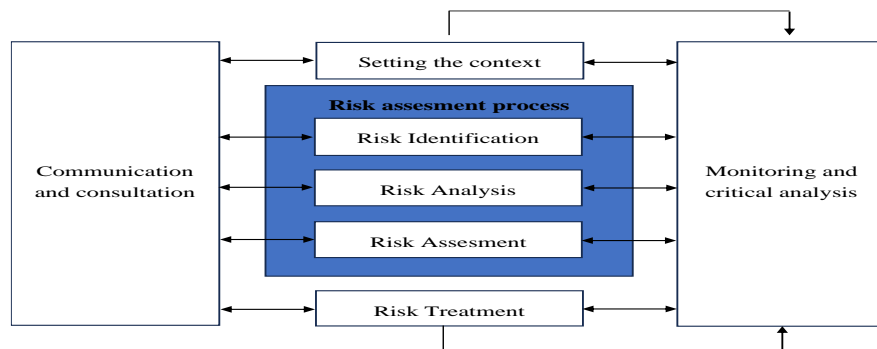 Setting the context
Risk assesment process
Risk Identification
Communication
and consultation
Risk Analysis
Monitoring and
critical analysis
Risk Assesment
Risk Treatment